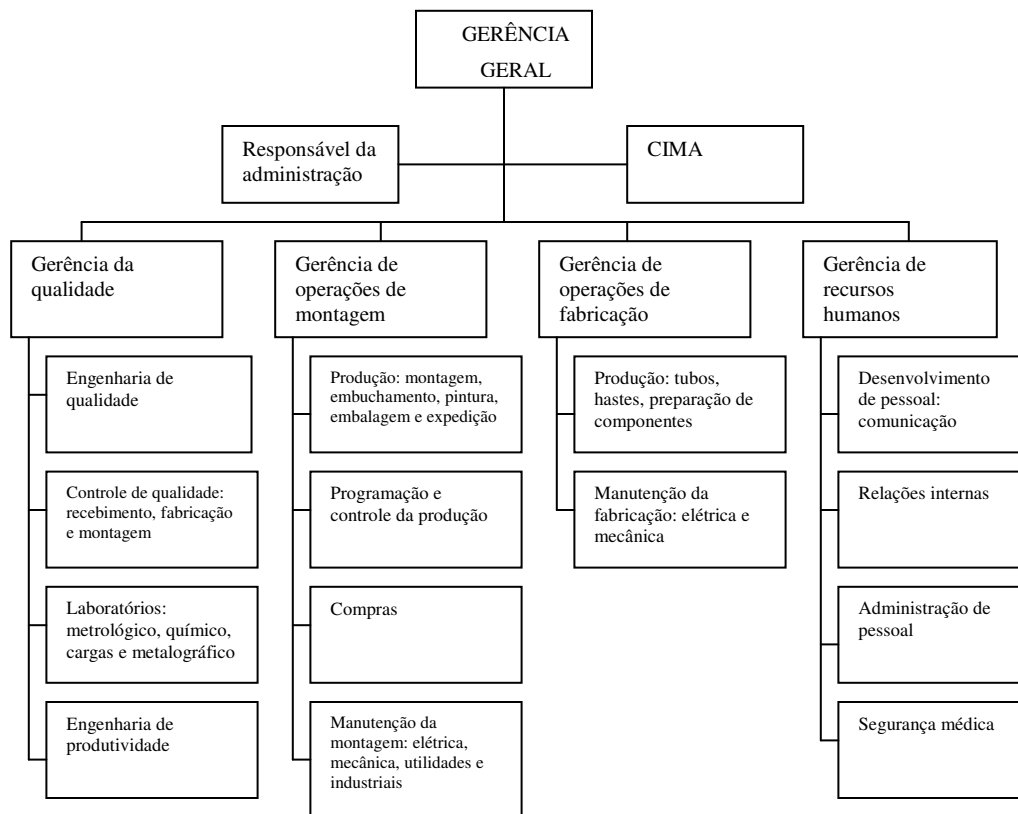 GERÊNCIA
GERAL
Responsável da
administração
CIMA
Gerência da
qualidade
Gerência de
operações de
montagem
Gerência de
operações de
fabricação
Gerência de
recursos
humanos
Engenharia de
qualidade
Produção: montagem,
embuchamento, pintura,
embalagem e expedição
Produção: tubos,
hastes, preparação de
componentes
Desenvolvimento
de pessoal:
comunicação
Controle de qualidade:
recebimento, fabricação
e montagem
Programação e
controle da produção
Manutenção da
fabricação: elétrica e
mecânica
Relações internas
Laboratórios:
metrológico, químico,
cargas e metalográfico
Compras
Administração de
pessoal
Engenharia de
produtividade
Manutenção da
montagem: elétrica,
mecânica, utilidades e
industriais
Segurança médica